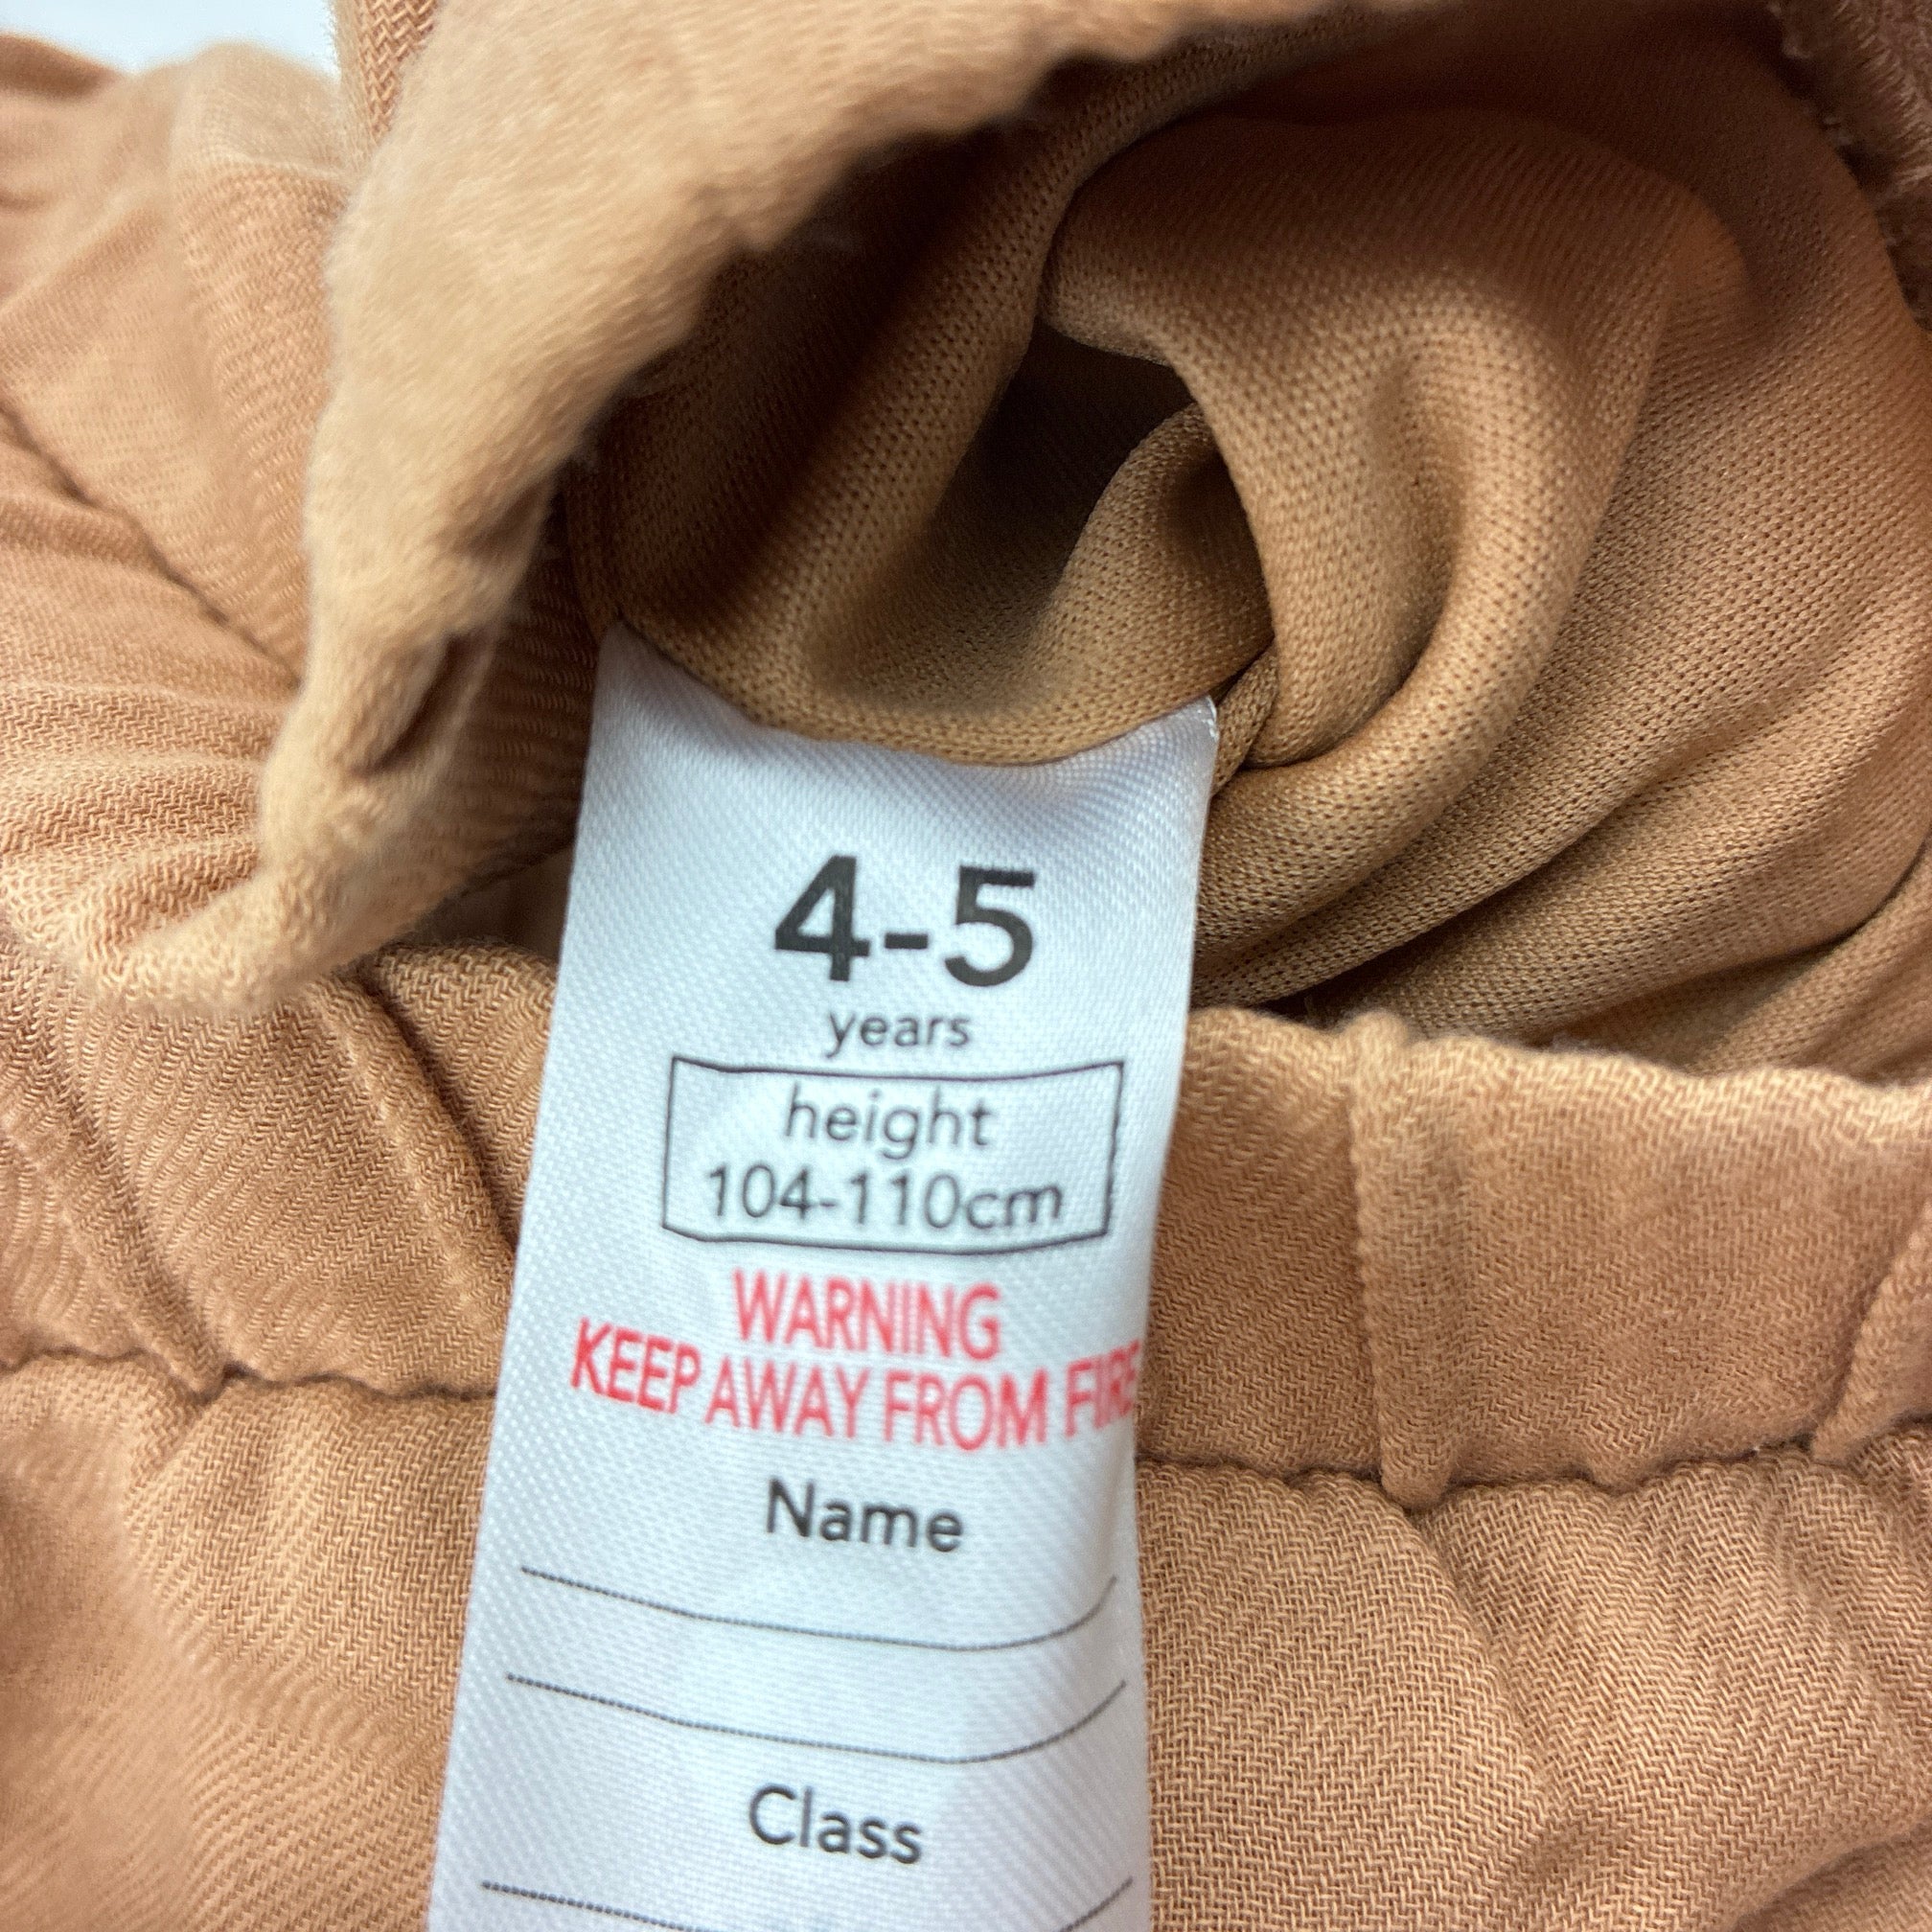 4-5
years
height
104-110cm
WARNING
KEEP AWAY FROM FIRE
Name
Class